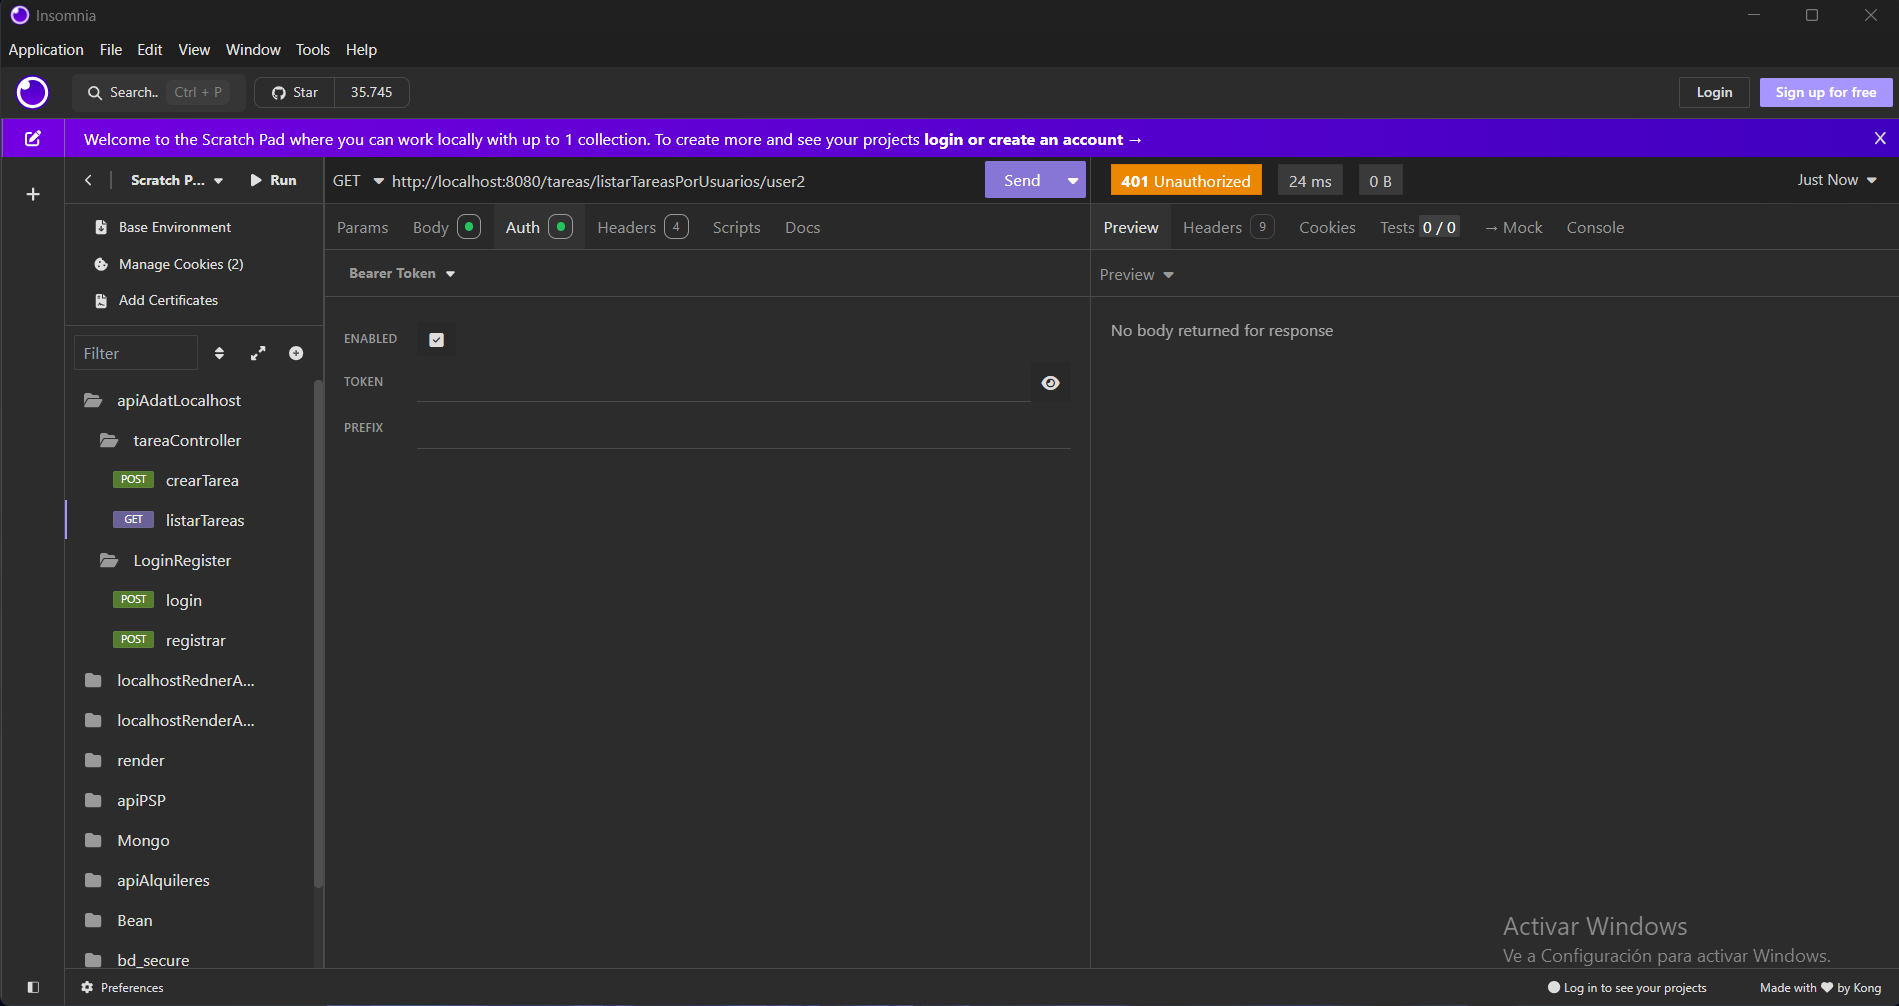 Insomnia
Application File Edit View Window Tools Help
Search.. Ctrl + P Star 35.745 Login Sign up for free
Welcome to the Scratch Pad where you can work locally with up to 1 collection. To create more and see your projects login or create an account →
Scratch P... Run
GET http://localhost:8080/tareas/listarTareasPorUsuarios/user2 Send
401 Unauthorized 24 ms 0 B Just Now
Base Environment
Manage Cookies (2)
Add Certificates
Filter
apiAdatLocalhost
tareaController
POST crearTarea
GET listarTareas
LoginRegister
POST login
POST registrar
localhostRednerA...
localhostRenderA...
render
apiPSP
Mongo
apiAlquileres
Bean
bd_secure
Params Body Auth Headers 4 Scripts Docs
Bearer Token
ENABLED
TOKEN
PREFIX
Preview Headers 9 Cookies Tests 0 / 0 → Mock Console
Preview
No body returned for response
Activar Windows
Ve a Configuración para activar Windows.
Preferences
Log in to see your projects Made with by Kong